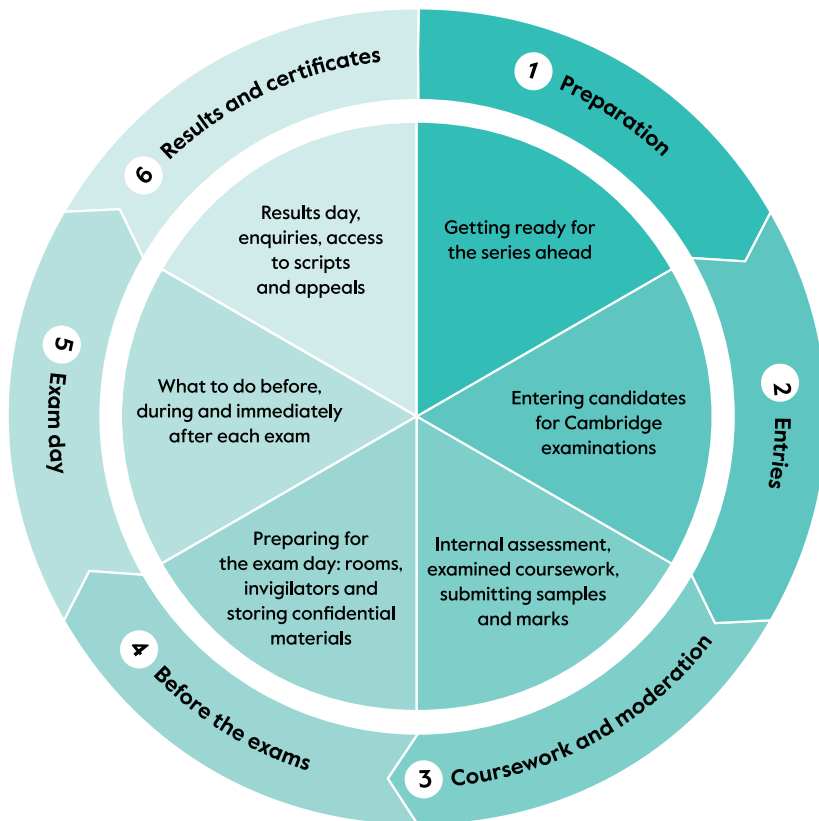 1 Preparation
Getting ready for
the series ahead
2 Entries
Entering candidates
for Cambridge
examinations
3 Coursework and moderation
Internal assessment,
examined coursework,
submitting samples
and marks
4 Before the exams
Preparing for
the exam day: rooms,
invigilators and
storing confidential
materials
5 Exam day
What to do before,
during and immediately
after each exam
6 Results and certificates
Results day,
enquiries, access
to scripts
and appeals